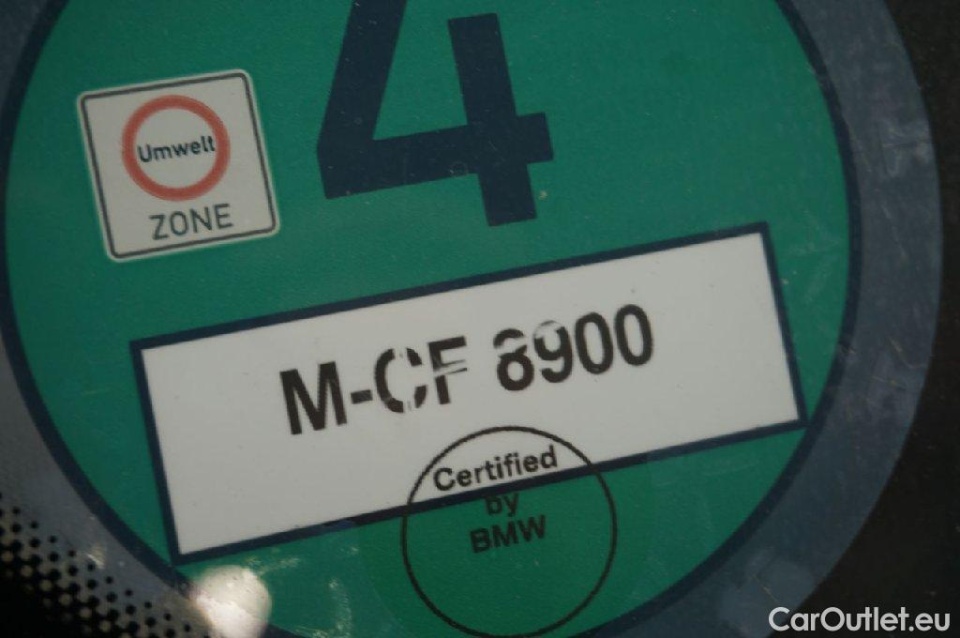 4
Umwelt
ZONE
M-CF 8900
Certified
by
BMW
CarOutlet.eu